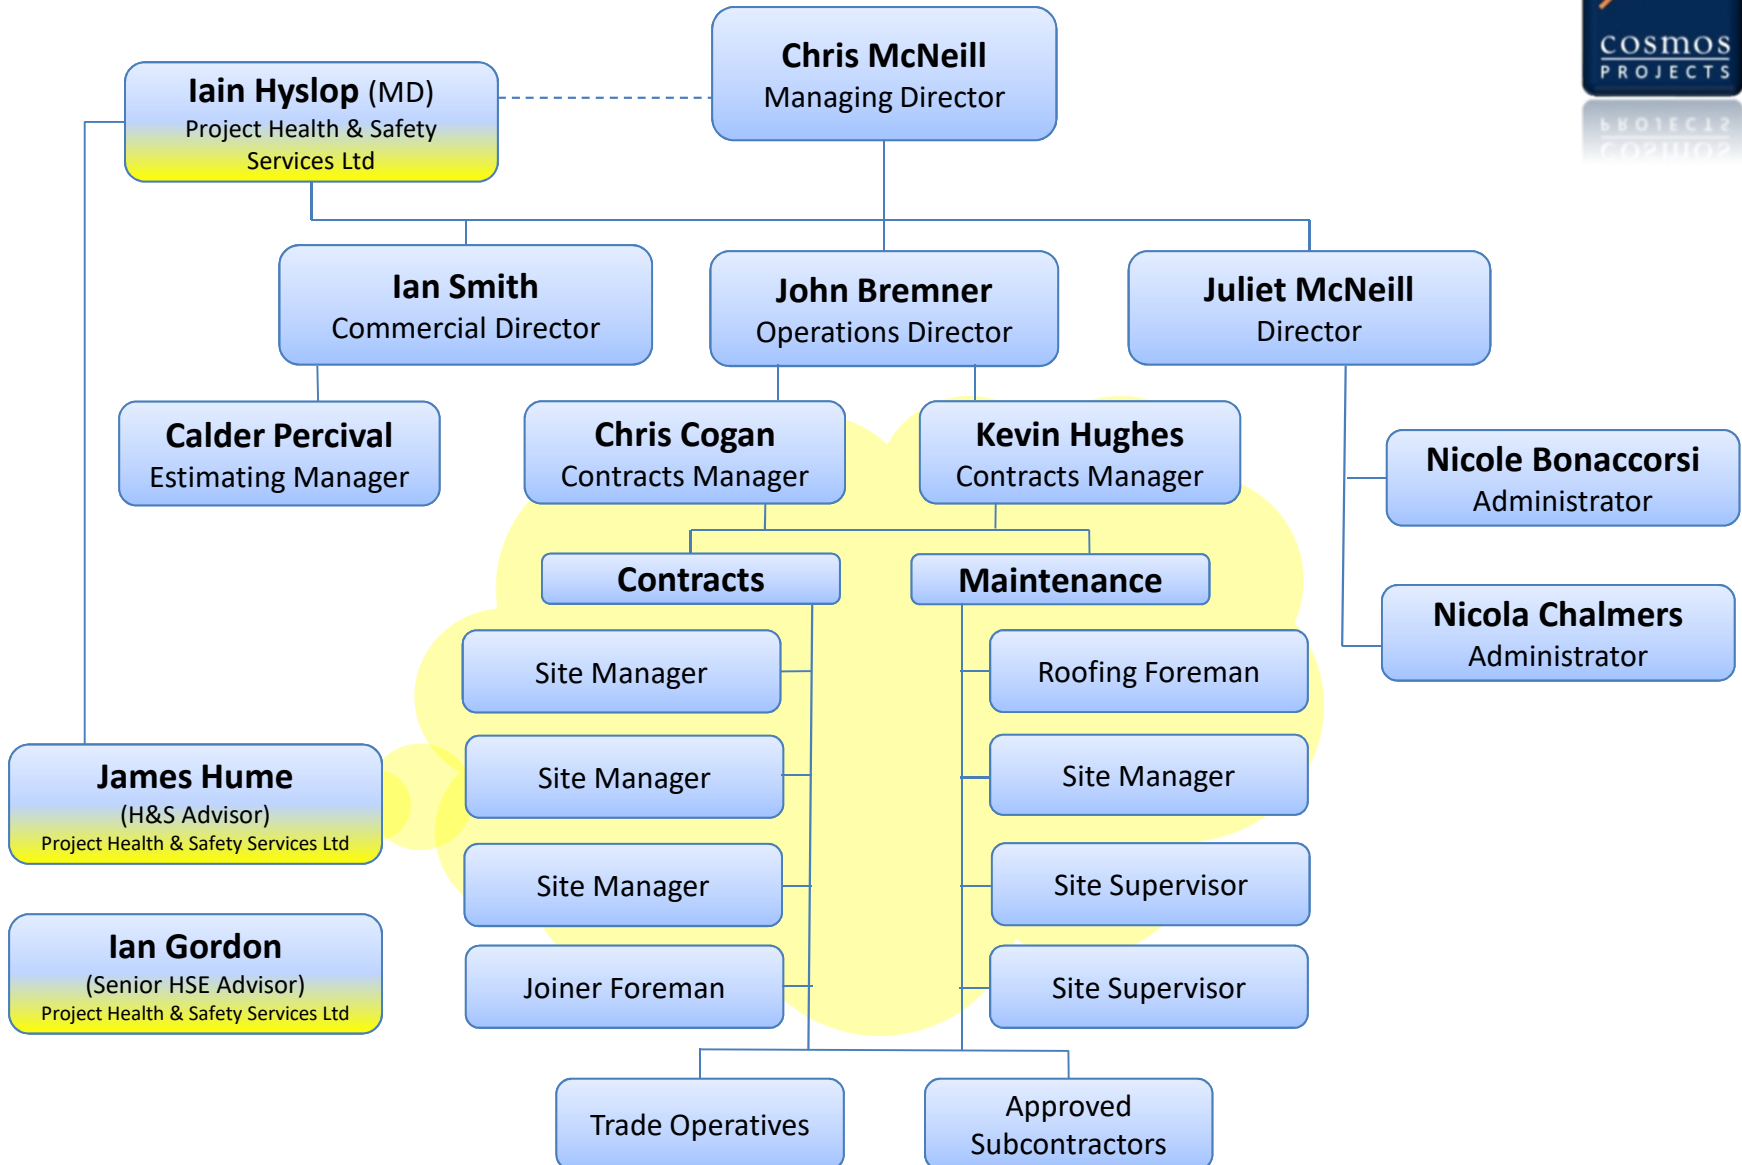 Chris McNeill
Managing Director
COSMOS
PROJECTS
Iain Hyslop (MD)
Project Health & Safety
Services Ltd
Ian Smith
Commercial Director
John Bremner
Operations Director
Juliet McNeill
Director
Calder Percival
Estimating Manager
Chris Cogan
Contracts Manager
Kevin Hughes
Contracts Manager
Nicole Bonaccorsi
Administrator
Nicola Chalmers
Administrator
Contracts
Maintenance
Site Manager
Roofing Foreman
Site Manager
Site Manager
Site Manager
Site Supervisor
Joiner Foreman
Site Supervisor
James Hume
(H&S Advisor)
Project Health & Safety Services Ltd
Ian Gordon
(Senior HSE Advisor)
Project Health & Safety Services Ltd
Trade Operatives
Approved
Subcontractors